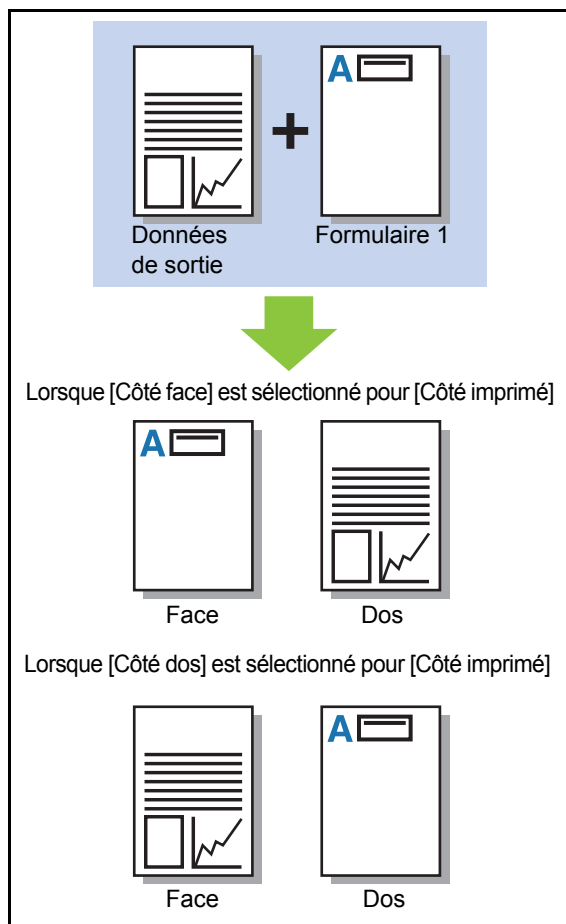 A
A
+
Données
de sortie
Formulaire 1
Lorsque [Côté face] est sélectionné pour [Côté imprimé]
A
Face
Dos
Lorsque [Côté dos] est sélectionné pour [Côté imprimé]
A
Face
Dos